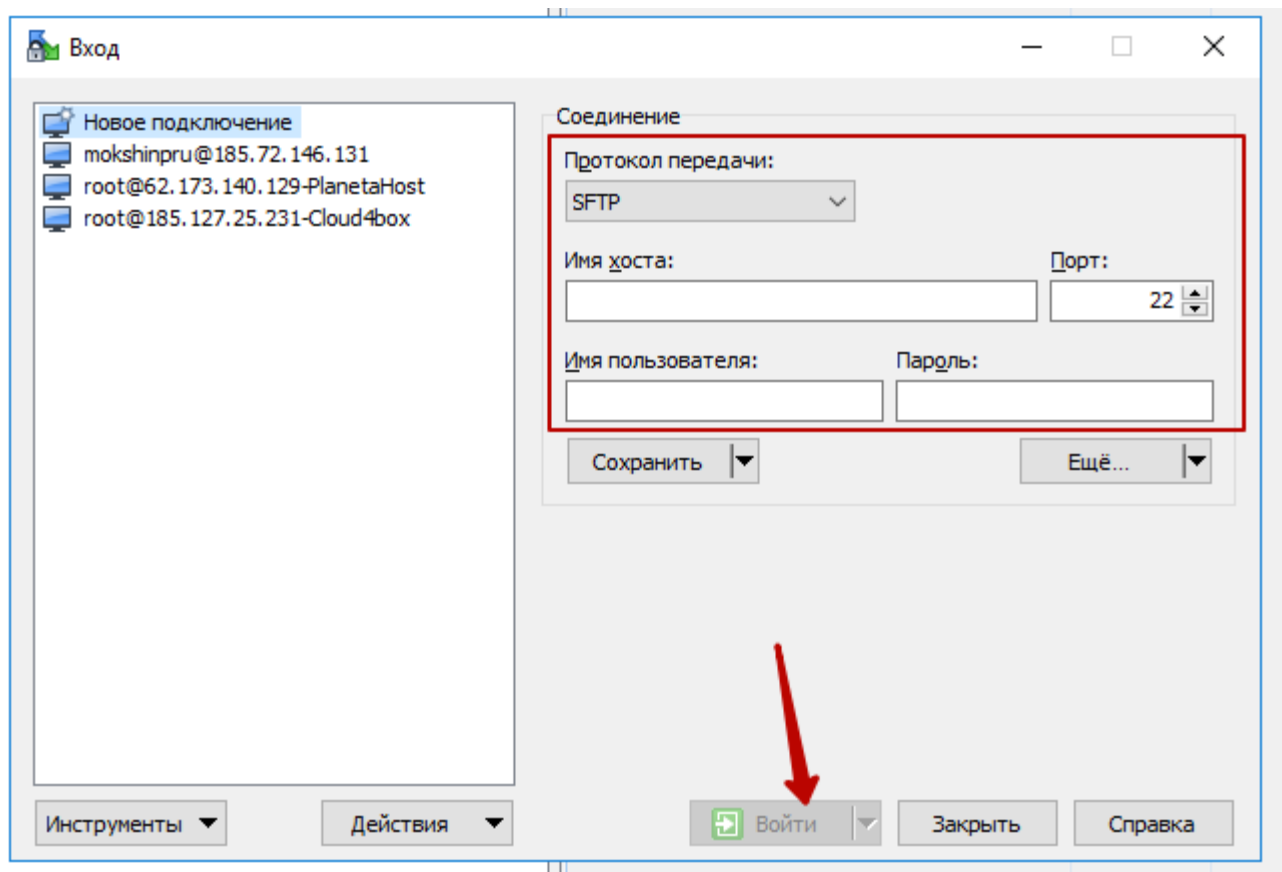 Вход
Новое подключение
mokshinpru@185.72.146.131
root@62.173.140.129-PlanetaHost
root@185.127.25.231-Cloud4box
Соединение
Протокол передачи:
SFTP
Имя хоста: Порт:
22
Имя пользователя: Пароль:
Сохранить Ещё...
Инструменты Действия Войти Закрыть Справка